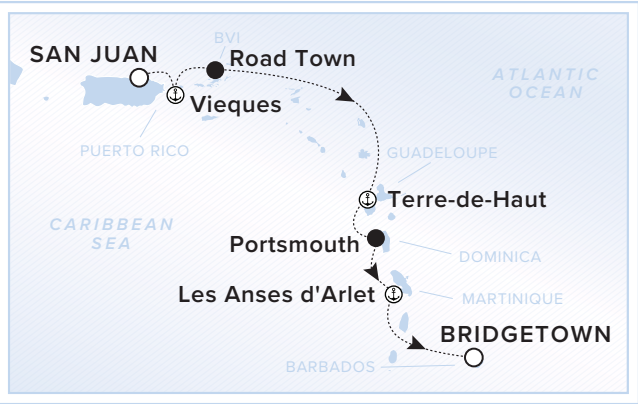 BVI
SAN JUAN
Road Town
ATLANTIC
OCEAN
Vieques
PUERTO RICO
GUADELOUPE
Terre-de-Haut
CARIBBEAN
SEA
Portsmouth
DOMINICA
Les Anses d'Arlet
MARTINIQUE
BRIDGETOWN
BARBADOS